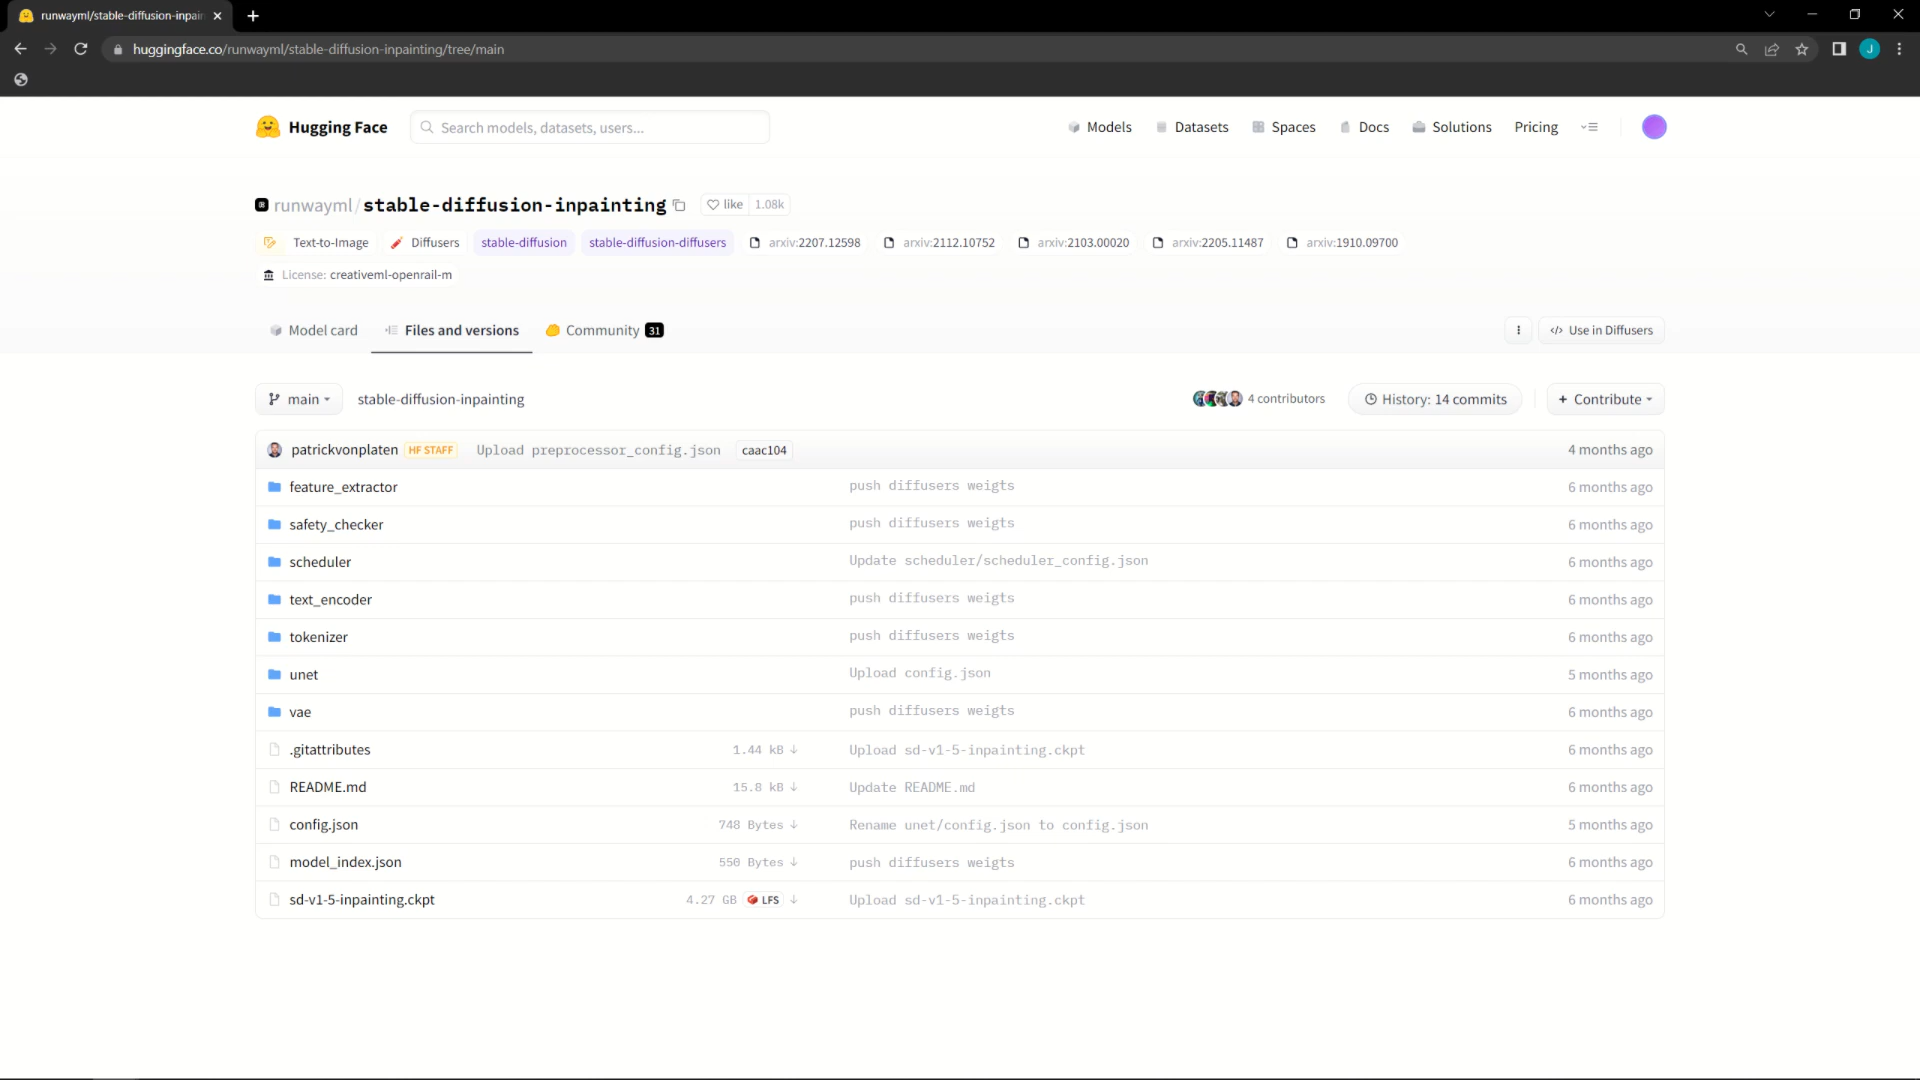 runwayml/stable-diffusion-inpain
huggingface.co/runwayml/stable-diffusion-inpainting/tree/main
J
Hugging Face
Search models, datasets, users...
Models
Datasets
Spaces
Docs
Solutions
Pricing
runwayml/stable-diffusion-inpainting
like 1.08k
Text-to-Image Diffusers stable-diffusion stable-diffusion-diffusers arxiv:2207.12598 arxiv:2112.10752 arxiv:2103.00020 arxiv:2205.11487 arxiv:1910.09700
License: creativeml-openrail-m
Model card Files and versions Community 31
Use in Diffusers
main stable-diffusion-inpainting 4 contributors History: 14 commits + Contribute
patrickvonplaten HF STAFF Upload preprocessor_config.json caac104 4 months ago
feature_extractor push diffusers weigts 6 months ago
safety_checker push diffusers weigts 6 months ago
scheduler Update scheduler/scheduler_config.json 6 months ago
text_encoder push diffusers weigts 6 months ago
tokenizer push diffusers weigts 6 months ago
unet Upload config.json 5 months ago
vae push diffusers weigts 6 months ago
.gitattributes 1.44 kB Upload sd-v1-5-inpainting.ckpt 6 months ago
README.md 15.8 kB Update README.md 6 months ago
config.json 748 Bytes Rename unet/config.json to config.json 5 months ago
model_index.json 550 Bytes push diffusers weigts 6 months ago
sd-v1-5-inpainting.ckpt 4.27 GB LFS Upload sd-v1-5-inpainting.ckpt 6 months ago